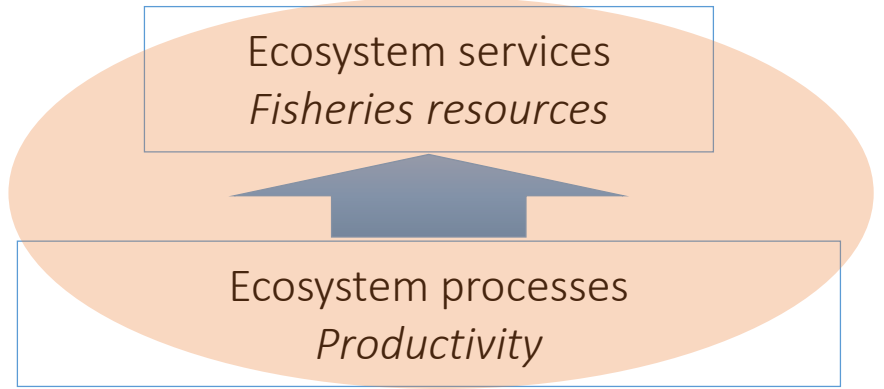 Ecosystem services
Fisheries resources
Ecosystem processes
Productivity